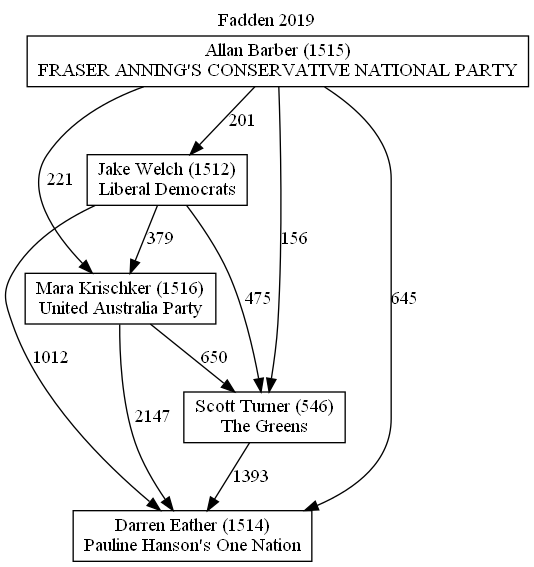 Fadden 2019
Allan Barber (1515)
FRASER ANNING'S CONSERVATIVE NATIONAL PARTY
201
Jake Welch (1512)
Liberal Democrats
221
379
475
156
645
Mara Krischker (1516)
United Australia Party
1012
650
2147
Scott Turner (546)
The Greens
1393
Darren Eather (1514)
Pauline Hanson's One Nation